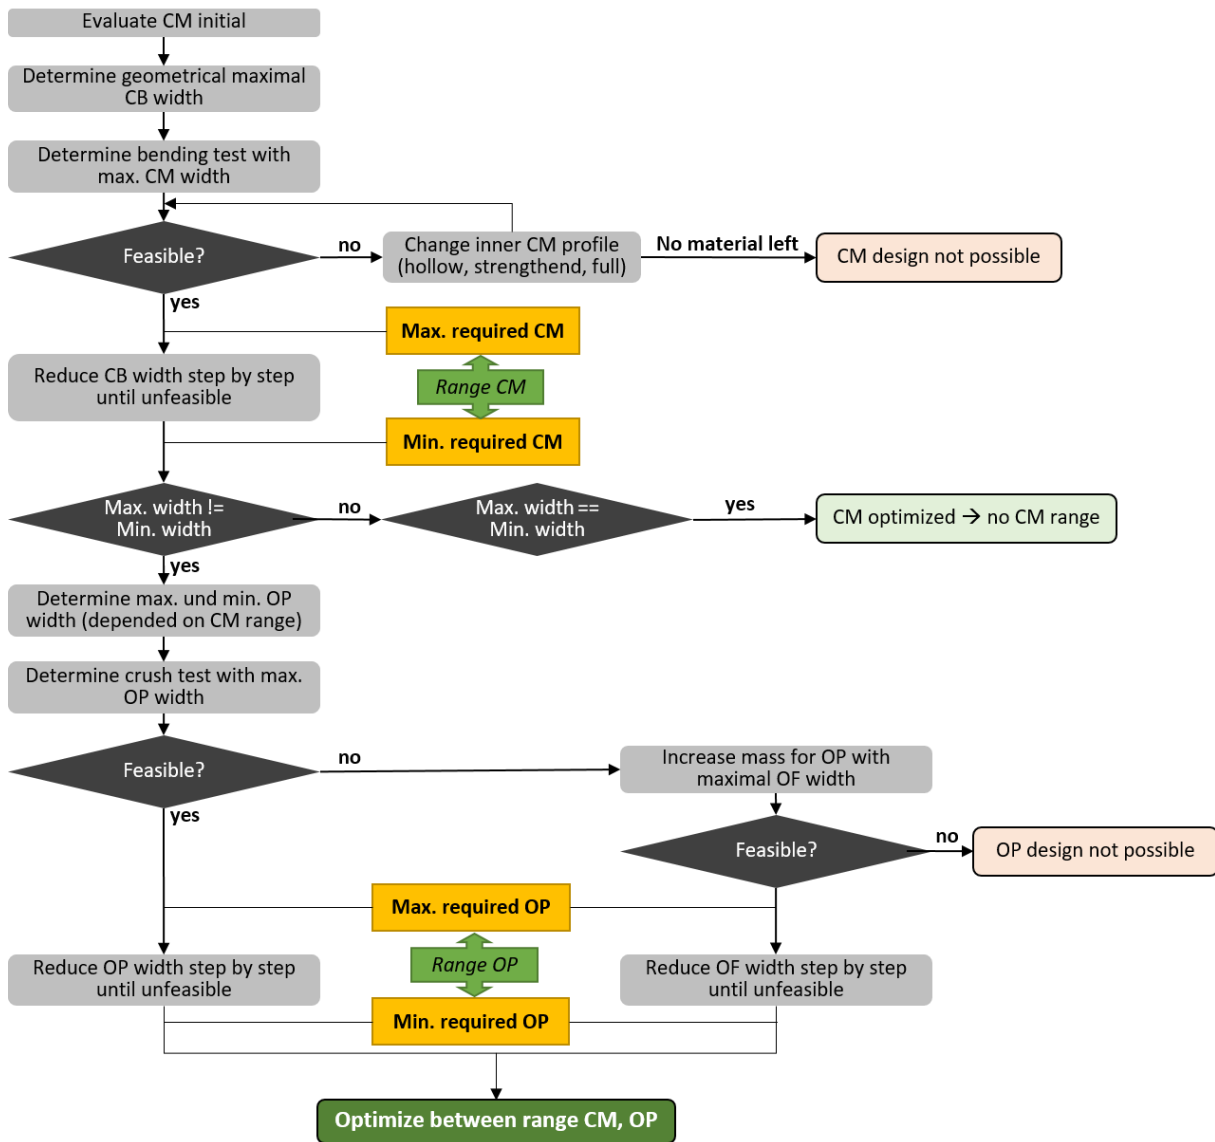 Evaluate CM initial
Determine geometrical maximal
CB width
Determine bending test with
max. CM width
Feasible?
no
Change inner CM profile
(hollow, strengthend, full)
No material left
CM design not possible
yes
Max. required CM
Reduce CB width step by step
until unfeasible
Range CM
Min. required CM
Max. width !=
Min. width
no
Max. width ==
Min. width
yes
CM optimized → no CM range
yes
Determine max. und min. OP
width (depended on CM range)
Determine crush test with max.
OP width
Feasible?
no
Increase mass for OP with
maximal OF width
yes
Feasible?
no
OP design not possible
Max. required OP
Reduce OP width step by step
until unfeasible
Range OP
Reduce OF width step by step
until unfeasible
Min. required OP
Optimize between range CM, OP